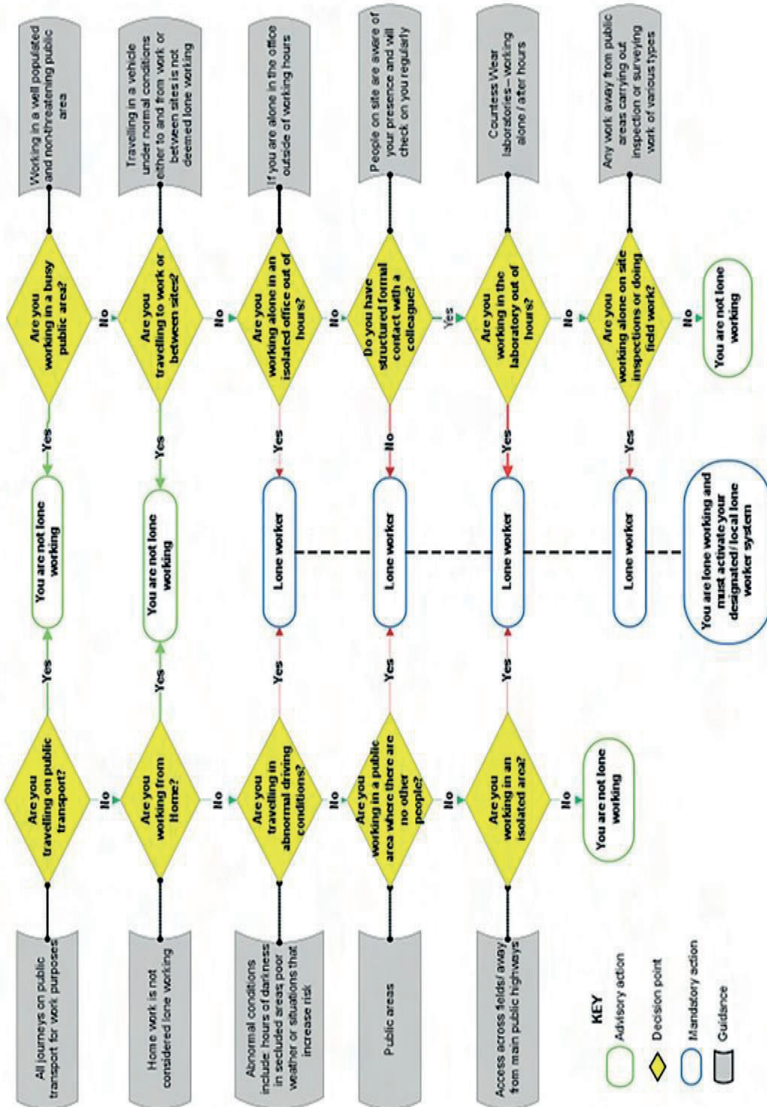 All journeys on public
transport for work purposes
Are you
travelling on public
transport?
Yes
You are not lone
working
Yes
Are you
working in a busy
public area?
Working in a well populated
and non-threatening public
area
No
No
Home work is not
considered lone working
Are you
working from
Home?
Yes
You are not lone
working
Yes
Are you
travelling to work or
between sites?
Travelling in a vehicle
under normal conditions
either to and from work or
between sites is not
deemed lone working
No
No
Abnormal conditions
include: hours of darkness
in secluded areas, poor
weather or situations that
increase risk
Are you
travelling in
abnormal driving
conditions?
Yes
Lone worker
Yes
Are you
working alone in an
isolated office out of
hours?
If you are alone in the office
outside of working hours
No
No
Public areas
Are you
working in a public
area where there are
no other people?
Yes
Lone worker
No
Do you have
structured formal
contact with a
colleague?
People on site are aware of
your presence and will
check on you regularly
No
Yes
Access across fields/ away
from main public highways
Are you
working in an
isolated area?
Yes
Lone worker
Yes
Are you
working in the
laboratory out of
hours?
Countess Wear
laboratories – working
alone / after hours
No
No
You are not lone
working
Lone worker
Yes
Are you
working alone on site
inspections or doing
field work?
Any work away from public
areas carrying out
inspection or surveying
work of various types
No
You are lone working and
must activate your
designated/ local lone
worker system
You are not lone
working
KEY
Advisory action
Decision point
Mandatory action
Guidance